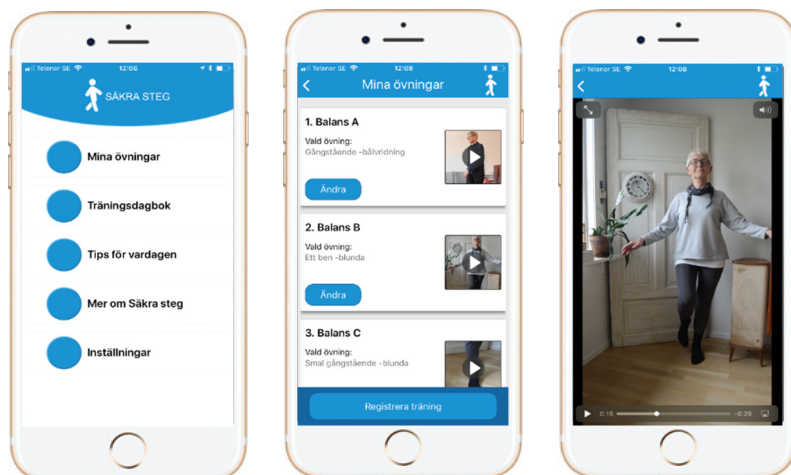 Telenor SE 12:06
SÄKRA STEG
Mina övningar
Träningsdagbok
Tips för vardagen
Mer om Säkra steg
Inställningar
Telenor SE 12:08
Mina övningar
1. Balans A
Vald övning:
Gångstående -bålvridning
Ändra
2. Balans B
Vald övning:
Ett ben -blunda
Ändra
3. Balans C
Vald övning:
Smal gångstående -blunda
Registrera träning
Telenor SE 12:08
0:15 -0:29